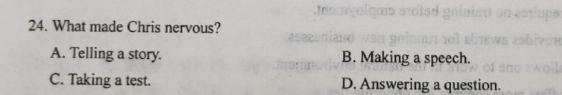 24. What made Chris nervous?
A. Telling a story.
B. Making a speech.
C. Taking a test.
D. Answering a question.